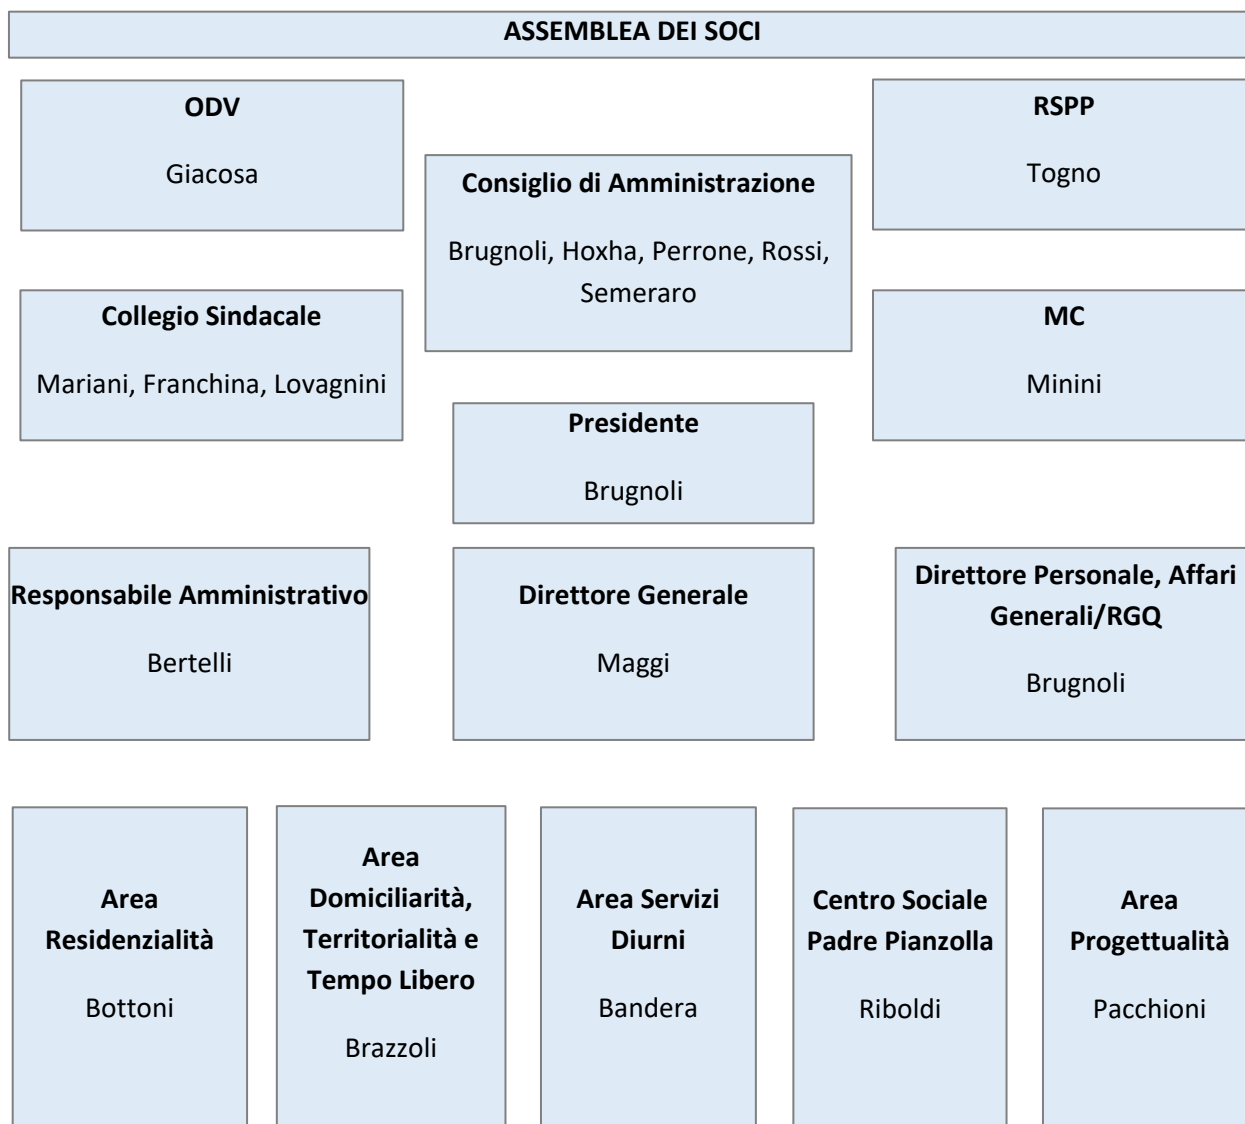 ASSEMBLEA DEI SOCI
ODV
Giacosa
RSPP
Togno
Consiglio di Amministrazione
Brugnoli, Hoxha, Perrone, Rossi,
Semeraro
Collegio Sindacale
Mariani, Franchina, Lovagnini
MC
Minini
Presidente
Brugnoli
Responsabile Amministrativo
Bertelli
Direttore Generale
Maggi
Direttore Personale, Affari
Generali/RGQ
Brugnoli
Area
Residenzialità
Bottoni
Area
Domiciliarità,
Territorialità e
Tempo Libero
Brazzoli
Area Servizi
Diurni
Bandera
Centro Sociale
Padre Pianzolla
Riboldi
Area
Progettualità
Pacchioni